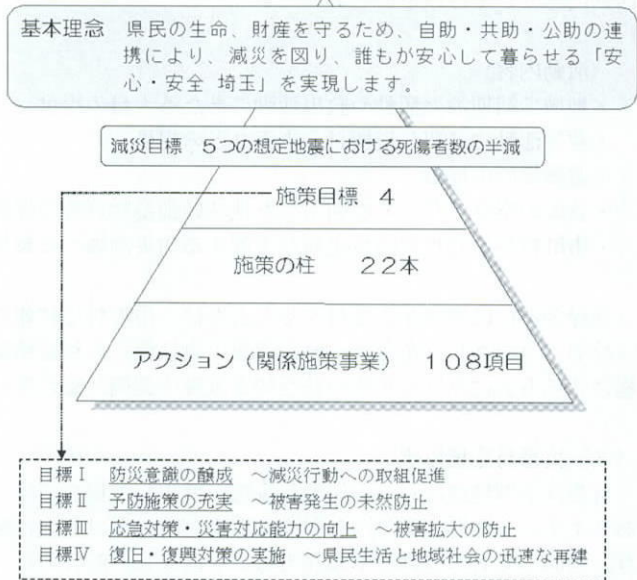 基本理念 県民の生命、財産を守るため、自助・共助・公助の連
携により、減災を図り、誰もが安心して暮らせる「安
心・安全 埼玉」を実現します。
減災目標 5つの想定地震における死傷者数の半減
施策目標 4
施策の柱 22本
アクション（関係施策事業） 108項目
目標Ⅰ 防災意識の醸成 ～減災行動への取組促進
目標Ⅱ 予防施策の充実 ～被害発生の未然防止
目標Ⅲ 応急対策・災害対応能力の向上 ～被害拡大の防止
目標Ⅳ 復旧・復興対策の実施 ～県民生活と地域社会の迅速な再建